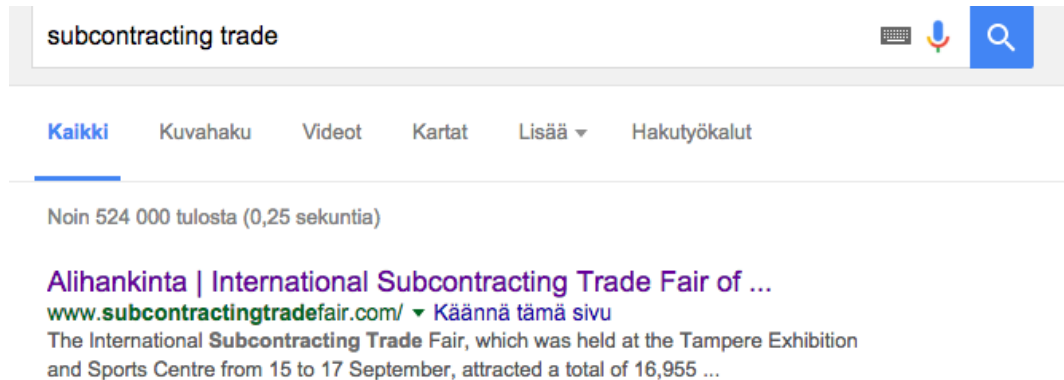 subcontracting trade
Kaikki Kuvahaku Videot Kartat Lisää Hakutyökalut
Noin 524 000 tulosta (0,25 sekuntia)
Alihankinta | International Subcontracting Trade Fair of ...
www.subcontractingtradefair.com/ Käännä tämä sivu
The International Subcontracting Trade Fair, which was held at the Tampere Exhibition
and Sports Centre from 15 to 17 September, attracted a total of 16,955 ...